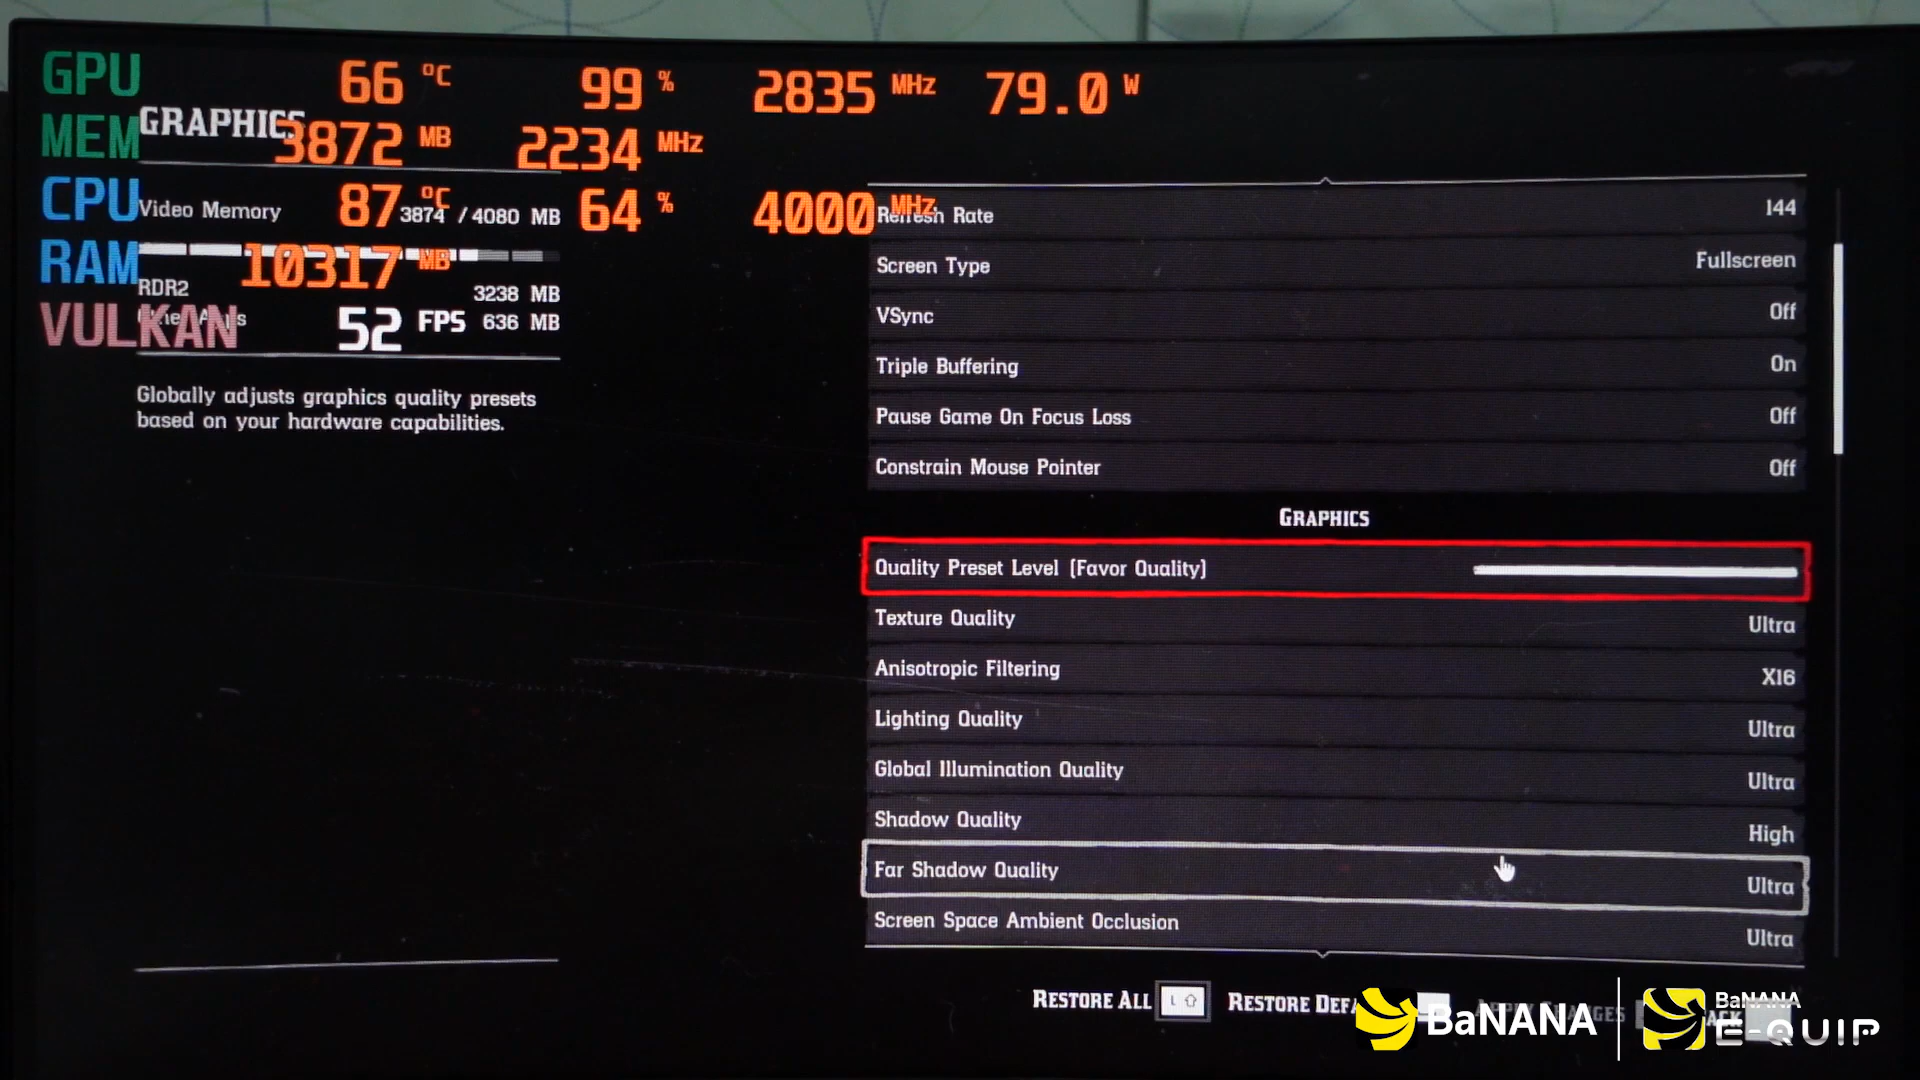 GPU 66 °C 99 % 2835 MHz 79.0 W
GRAPHICS
MEM 3872 MB 2234 MHz
CPU 87 °C 64 % 4000 MHz
Video Memory 3874 / 4080 MB
RAM 10317 MB
RDR2 3238 MB
VULKAN 52 FPS
636 MB
Globally adjusts graphics quality presets
based on your hardware capabilities.
Refresh Rate 144
Screen Type Fullscreen
VSync Off
Triple Buffering On
Pause Game On Focus Loss Off
Constrain Mouse Pointer Off
GRAPHICS
Quality Preset Level (Favor Quality)
Texture Quality Ultra
Anisotropic Filtering X16
Lighting Quality Ultra
Global Illumination Quality Ultra
Shadow Quality High
Far Shadow Quality Ultra
Screen Space Ambient Occlusion Ultra
RESTORE ALL L RESTORE
BaNANA
BaNANA
E-QUIP